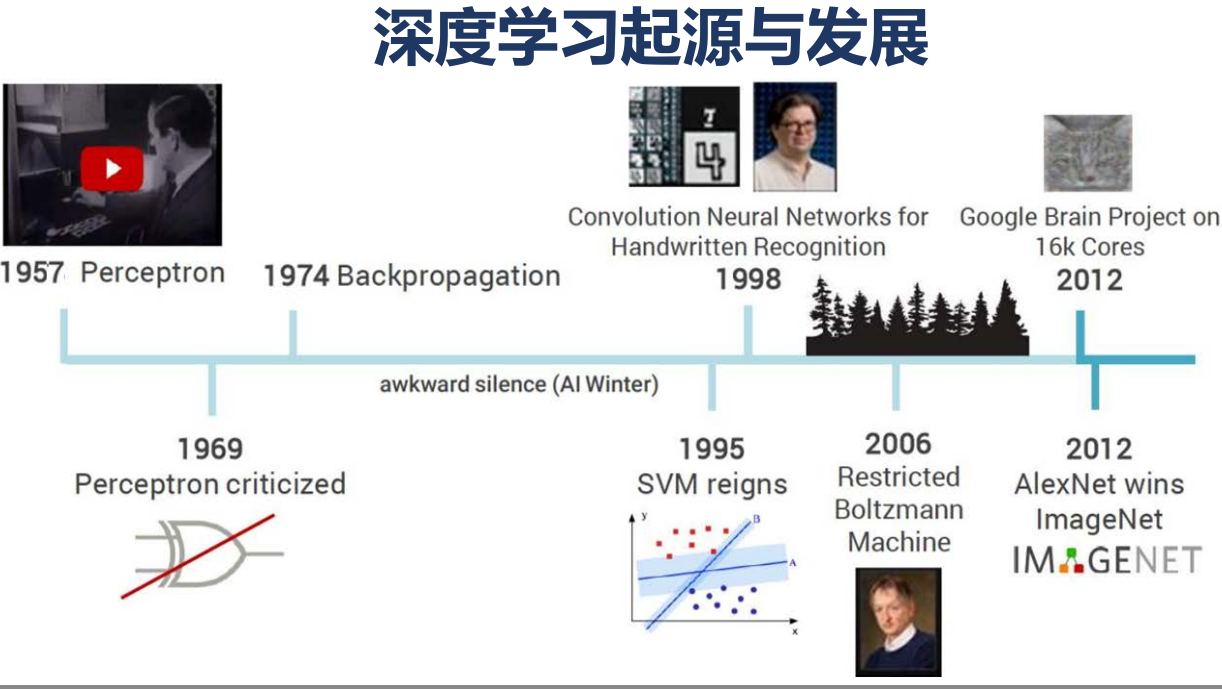 深度学习起源与发展
Convolution Neural Networks for
Handwritten Recognition
1998
Google Brain Project on
16k Cores
2012
1957 Perceptron
1974 Backpropagation
awkward silence (AI Winter)
1969
Perceptron criticized
1995
SVM reigns
y
B
A
x
2006
Restricted
Boltzmann
Machine
2012
AlexNet wins
ImageNet
IMAGENET
4